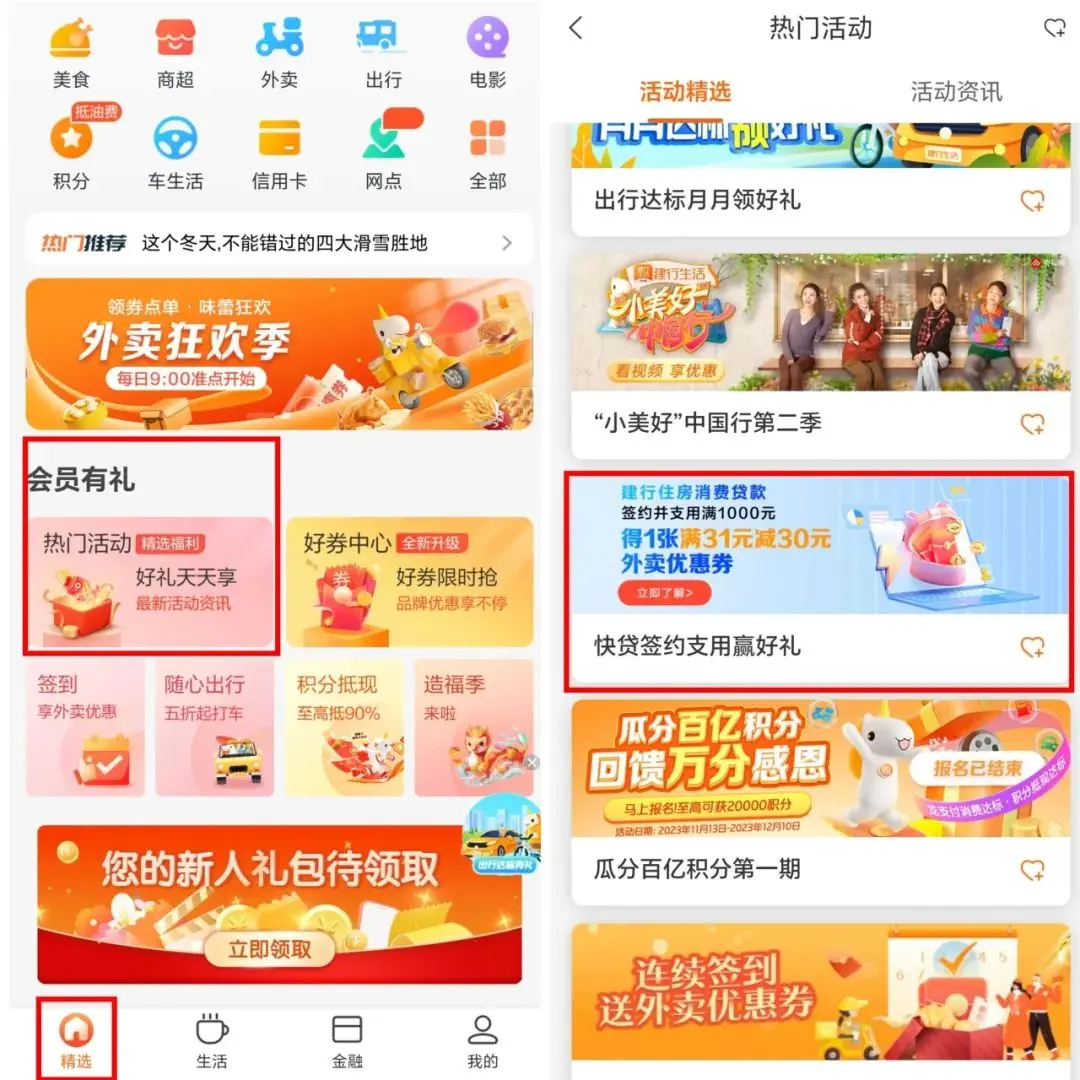 美食
商超
外卖
出行
电影
抵油费
积分
车生活
信用卡
网点
全部
热门推荐 这个冬天,不能错过的四大滑雪胜地
领券点单·味蕾狂欢
外卖狂欢季
每日9:00准点开始
会员有礼
热门活动 精选福利
好礼天天享
最新活动资讯
好券中心 全新升级
好券限时抢
品牌优惠享不停
券
签到
享外卖优惠
随心出行
五折起打车
积分抵现
至高抵90%
造福季
来啦
出行达标有礼
您的新人礼包待领取
立即领取
精选
生活
金融
我的
热门活动
活动精选
活动资讯
月月达标领好礼
建行生活
出行达标月月领好礼
建行生活
小美好
中国行
看视频 享优惠
“小美好”中国行第二季
建行住房消费贷款
签约并支用满1000元
得1张满31元减30元
外卖优惠券
立即了解>
快贷签约支用赢好礼
瓜分百亿积分
回馈万分感恩
马上报名!至高可获20000积分
活动日期: 2023年11月13日-2023年12月10日
报名已结束
龙支付消费达标·积分抵现达标
瓜分百亿积分第一期
连续签到
送外卖优惠券